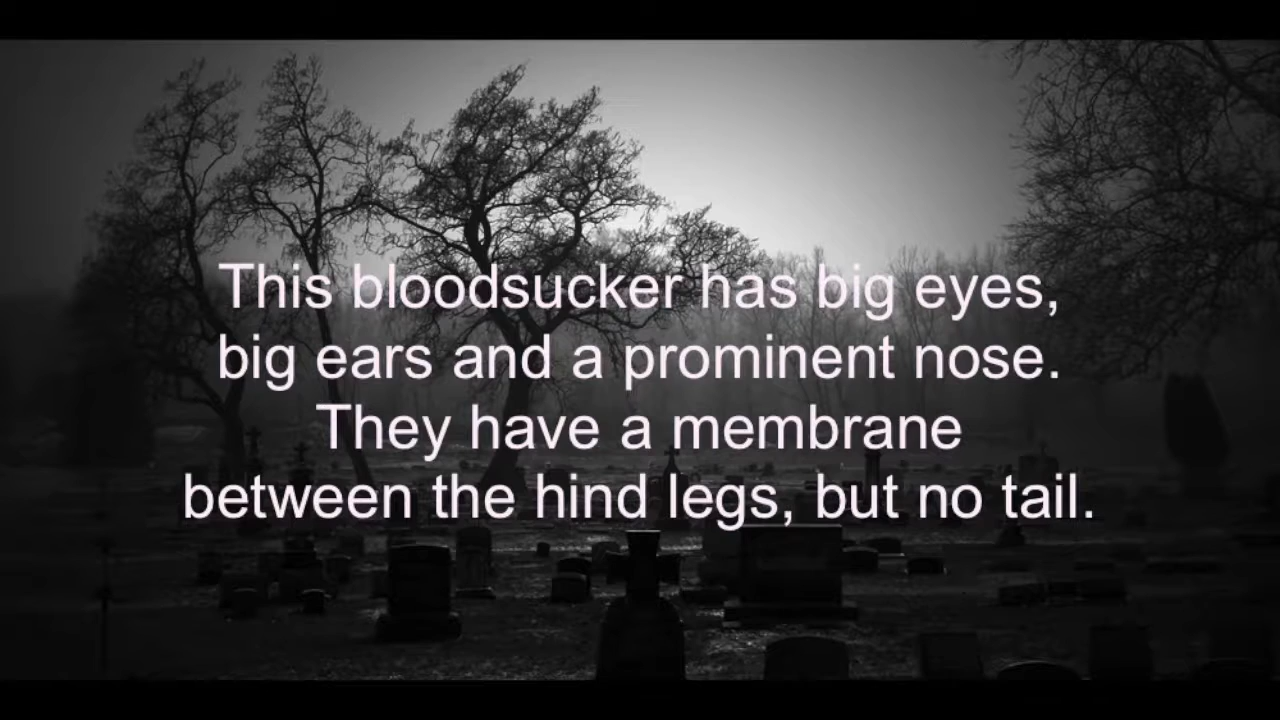 This bloodsucker has big eyes,
big ears and a prominent nose.
They have a membrane
between the hind legs, but no tail.